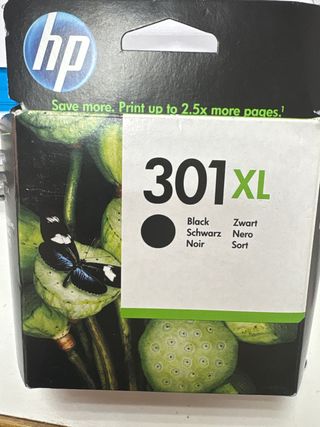 hp
Save more. Print up to 2.5x more pages.¹
301XL
Black Zwart
Schwarz Nero
Noir Sort